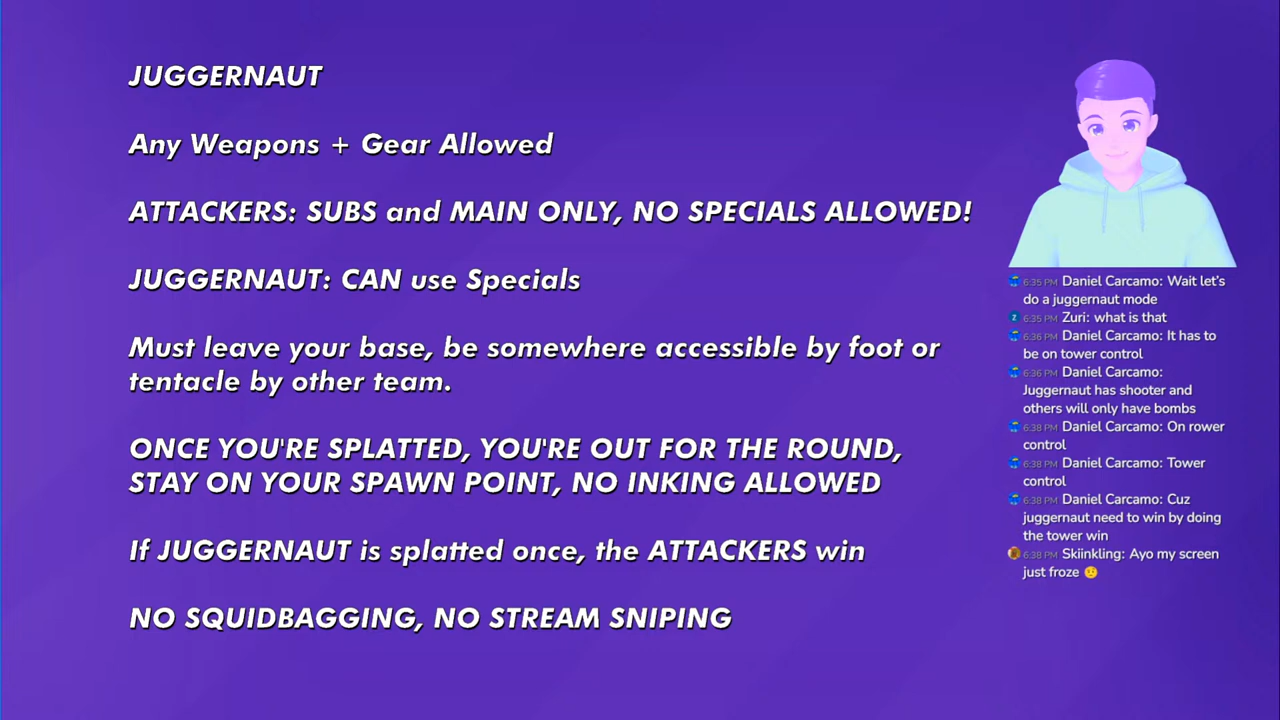 JUGGERNAUT
Any Weapons + Gear Allowed
ATTACKERS: SUBS and MAIN ONLY, NO SPECIALS ALLOWED!
JUGGERNAUT: CAN use Specials
Must leave your base, be somewhere accessible by foot or
tentacle by other team.
ONCE YOU'RE SPLATTED, YOU'RE OUT FOR THE ROUND,
STAY ON YOUR SPAWN POINT, NO INKING ALLOWED
If JUGGERNAUT is splatted once, the ATTACKERS win
NO SQUIDBAGGING, NO STREAM SNIPING
6:35 PM Daniel Carcamo: Wait let's
do a juggernaut mode
Z 6:35 PM Zuri: what is that
6:36 PM Daniel Carcamo: It has to
be on tower control
6:36 PM Daniel Carcamo:
Juggernaut has shooter and
others will only have bombs
6:38 PM Daniel Carcamo: On rower
control
6:38 PM Daniel Carcamo: Tower
control
6:38 PM Daniel Carcamo: Cuz
juggernaut need to win by doing
the tower win
6:38 PM Skiinkling: Ayo my screen
just froze 🤨